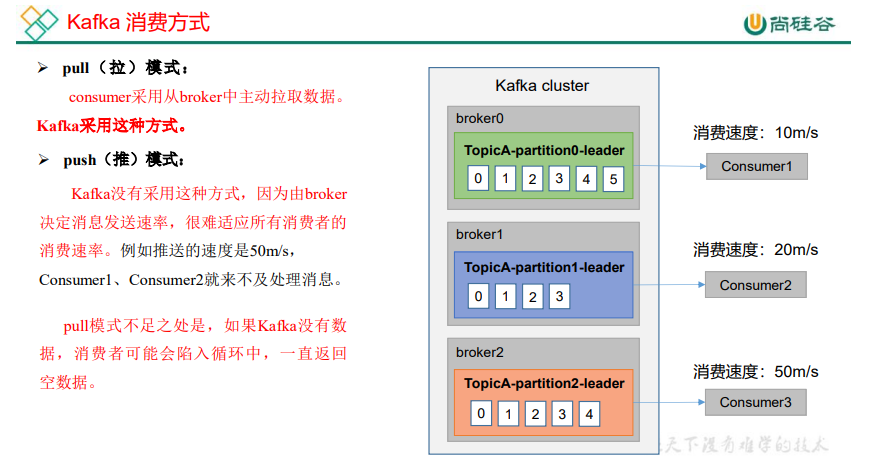 Kafka 消费方式
尚硅谷
pull（拉）模式：
consumer采用从broker中主动拉取数据。
Kafka采用这种方式。
push（推）模式：
Kafka没有采用这种方式，因为由broker
决定消息发送速率，很难适应所有消费者的
消费速率。例如推送的速度是50m/s，
Consumer1、Consumer2就来不及处理消息。
pull模式不足之处是，如果Kafka没有数
据，消费者可能会陷入循环中，一直返回
空数据。
Kafka cluster
broker0
TopicA-partition0-leader
0 1 2 3 4 5
消费速度：10m/s
Consumer1
broker1
TopicA-partition1-leader
0 1 2 3
消费速度：20m/s
Consumer2
broker2
TopicA-partition2-leader
0 1 2 3 4
消费速度：50m/s
Consumer3
天下没有难学的技术